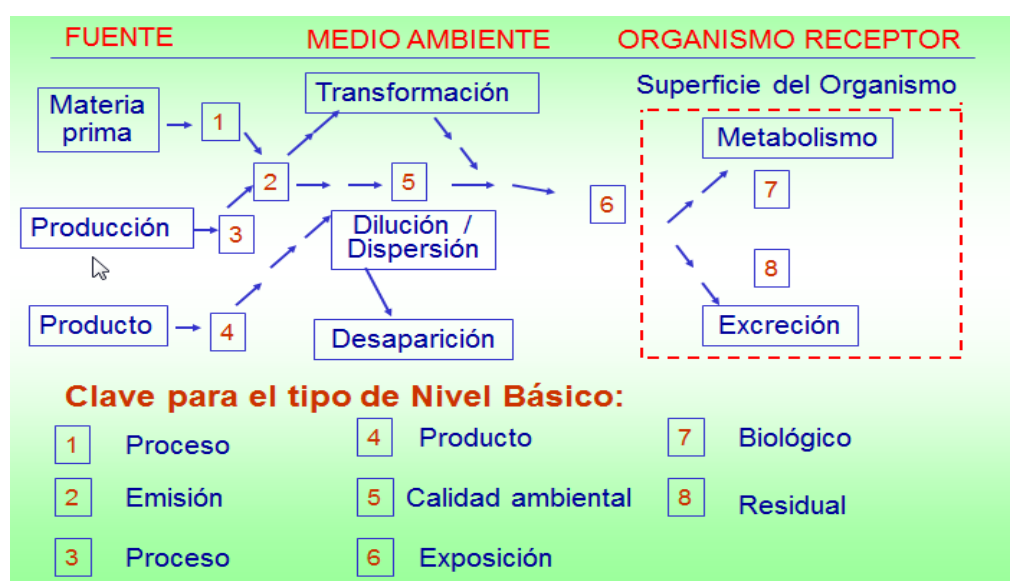 FUENTE
MEDIO AMBIENTE
ORGANISMO RECEPTOR
Superficie del Organismo
Materia
prima
1
Transformación
Metabolismo
2
5
6
7
Producción
3
Dilución /
Dispersión
8
Producto
4
Desaparición
Excreción
Clave para el tipo de Nivel Básico:
1 Proceso
2 Emisión
3 Proceso
4 Producto
5 Calidad ambiental
6 Exposición
7 Biológico
8 Residual